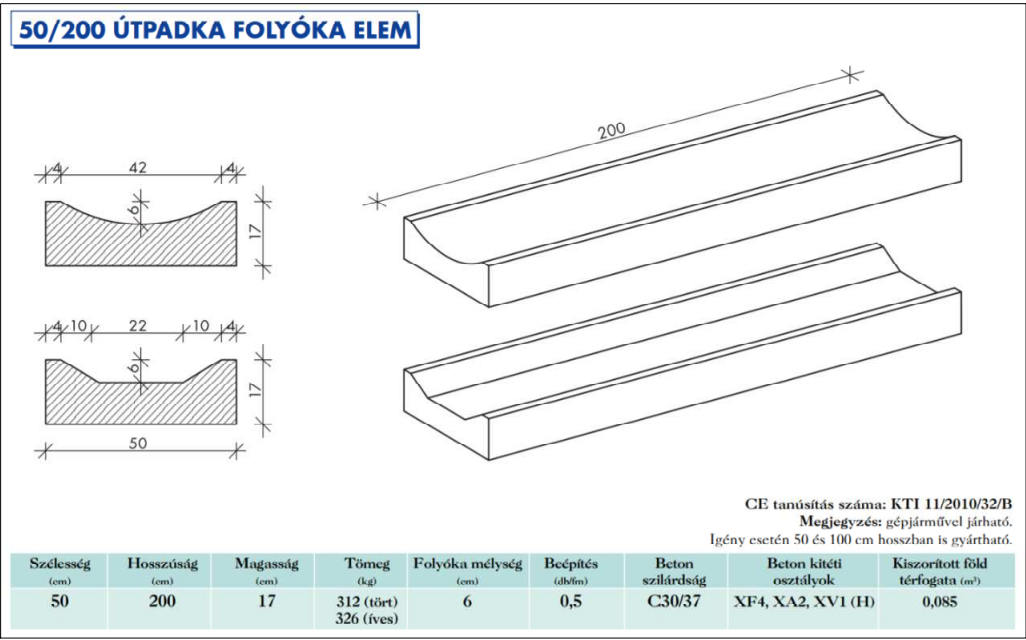 50/200 ÚTPADKA FOLYÓKA ELEM
200
4 42 4
6
17
4 10 22 10 4
6
17
50
CE tanúsítás száma: KTI 11/2010/32/B
Megjegyzés: gépjárművel járható.
Igény esetén 50 és 100 cm hosszban is gyártható.
Szélesség Hosszúság Magasság Tömeg Folyóka mélység Beépítés Beton Beton kitéti Kiszorított föld
(cm) (cm) (cm) (kg) (cm) (db/fm) szilárdság osztályok térfogata (m³)
50 200 17 312 (tört) 6 0,5 C30/37 XF4, XA2, XV1 (H) 0,085
326 (íves)